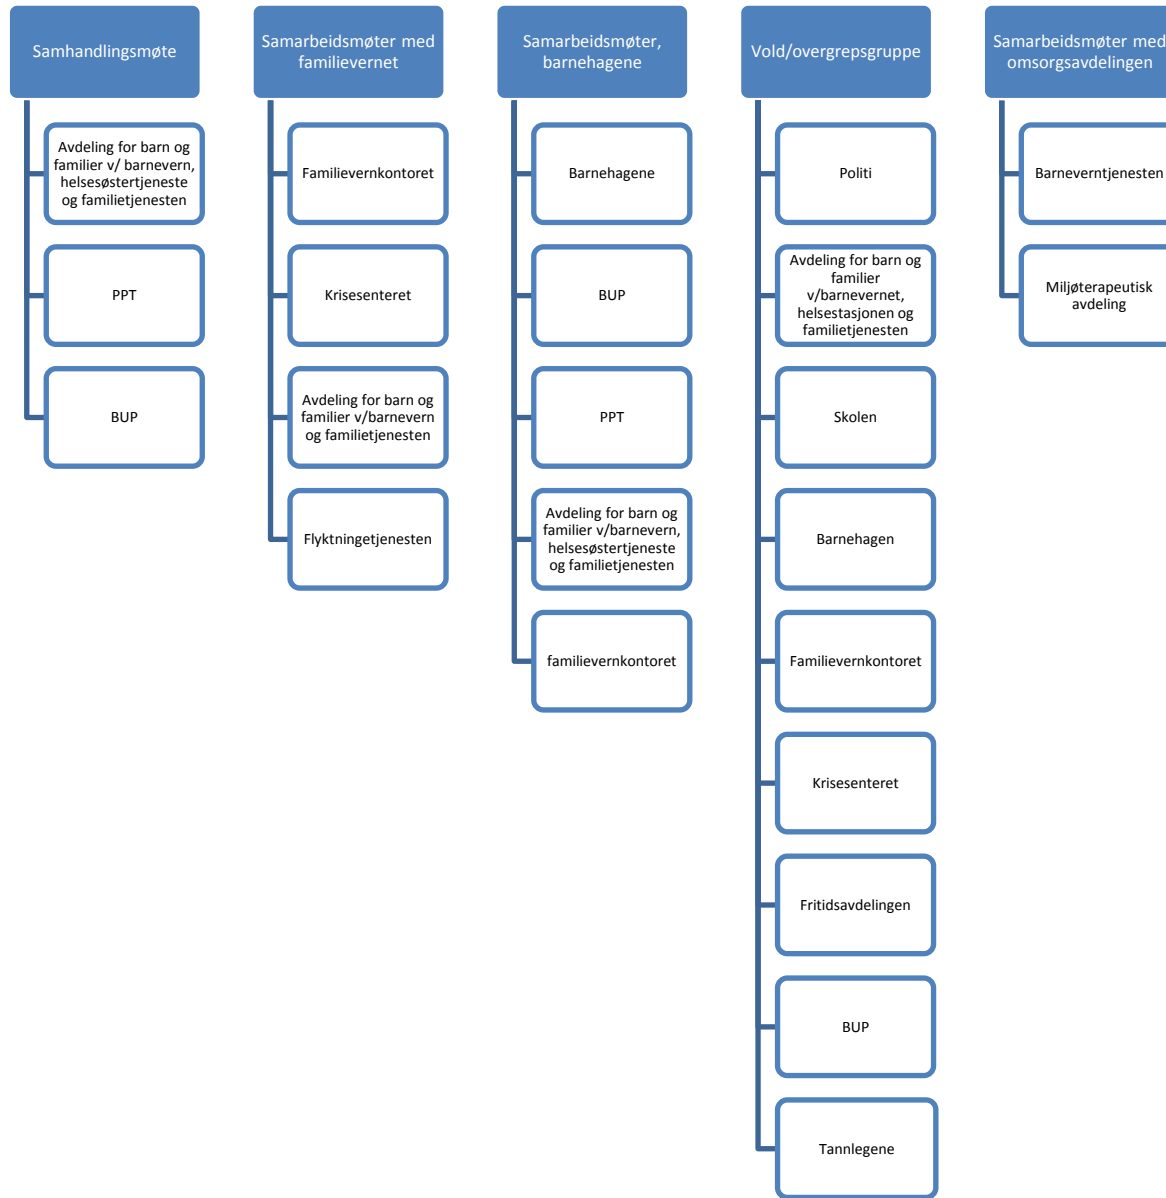 Samhandlingsmøte
Avdeling for barn og
familier v/ barnevern,
helsesøstertjeneste
og familietjenesten
PPT
BUP
Samarbeidsmøter med
familievernet
Familievernkontoret
Krisesenteret
Avdeling for barn og
familier v/barnevern
og familietjenesten
Flyktningetjenesten
Samarbeidsmøter,
barnehagene
Barnehagene
BUP
PPT
Avdeling for barn og
familier v/barnevern,
helsesøstertjeneste
og familietjenesten
familievernkontoret
Vold/overgrepsgruppe
Politi
Avdeling for barn og
familier
v/barnevernet,
helsestasjonen og
familietjenesten
Skolen
Barnehagen
Familievernkontoret
Krisesenteret
Fritidsavdelingen
BUP
Tannlegene
Samarbeidsmøter med
omsorgsavdelingen
Barneverntjenesten
Miljøterapeutisk
avdeling